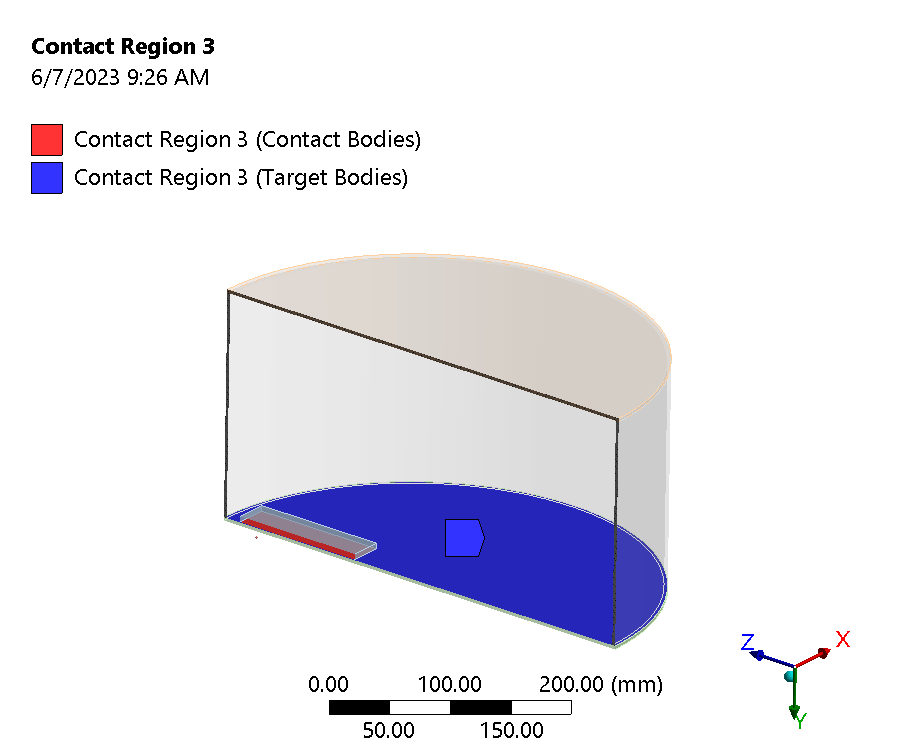 Contact Region 3
6/7/2023 9:26 AM
Contact Region 3 (Contact Bodies)
Contact Region 3 (Target Bodies)
Z
X
Y
0.00 100.00 200.00 (mm)
50.00 150.00